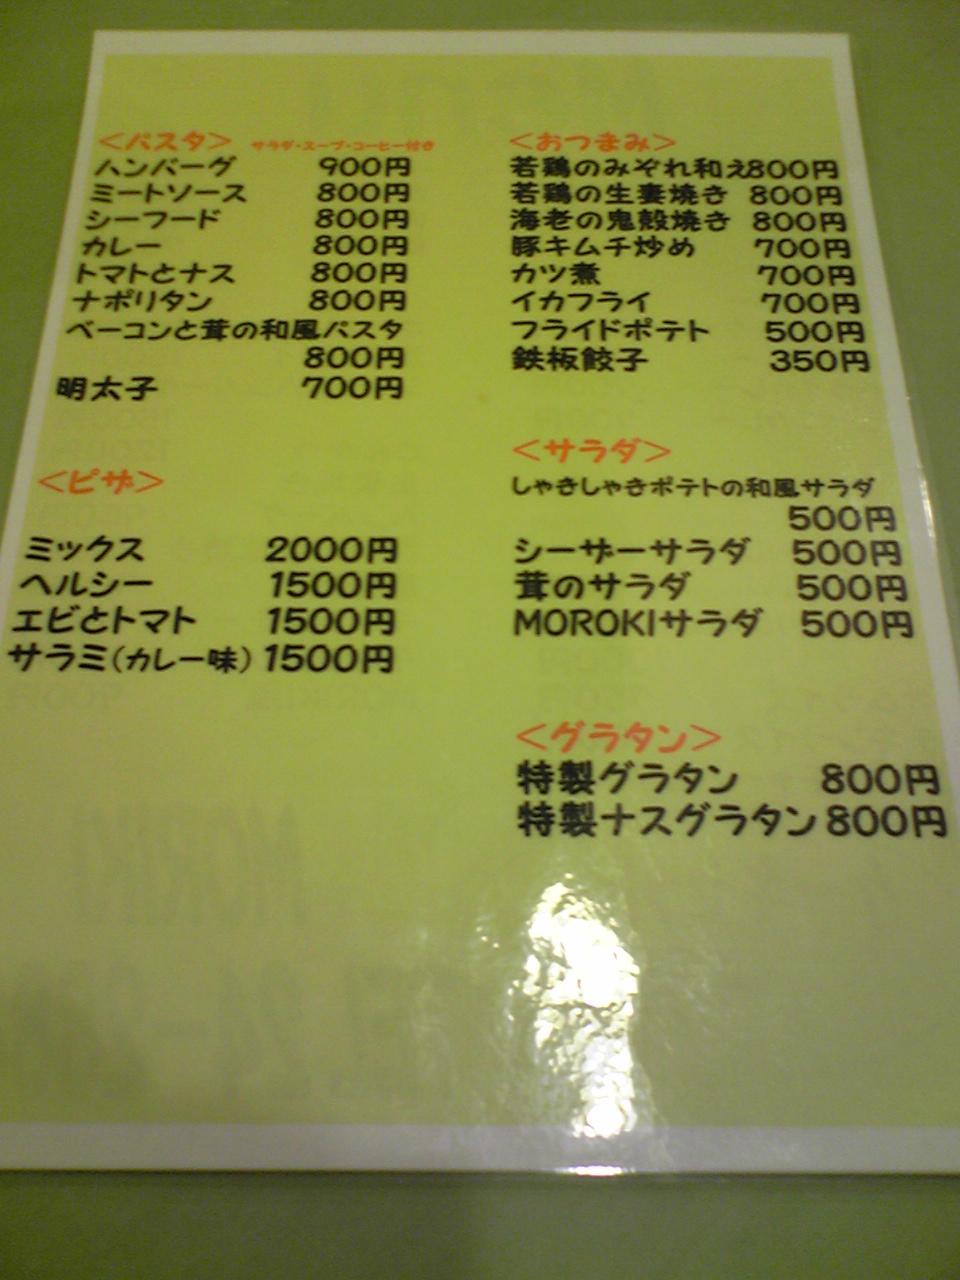 <パスタ> サラダ・スープ・コーヒー付き
ハンバーグ 900円
ミートソース 800円
シーフード 800円
カレー 800円
トマトとナス 800円
ナポリタン 800円
ベーコンと茸の和風パスタ
800円
明太子 700円
<ピザ>
ミックス 2000円
ヘルシー 1500円
エビとトマト 1500円
サラミ(カレー味) 1500円
<おつまみ>
若鶏のみぞれ和え800円
若鶏の生妻焼き 800円
海老の鬼殻焼き 800円
豚キムチ炒め 700円
カツ煮 700円
イカフライ 700円
フライドポテト 500円
鉄板餃子 350円
<サラダ>
しゃきしゃきポテトの和風サラダ
500円
シーザーサラダ 500円
茸のサラダ 500円
MOROKIサラダ 500円
<グラタン>
特製グラタン 800円
特製ナスグラタン 800円